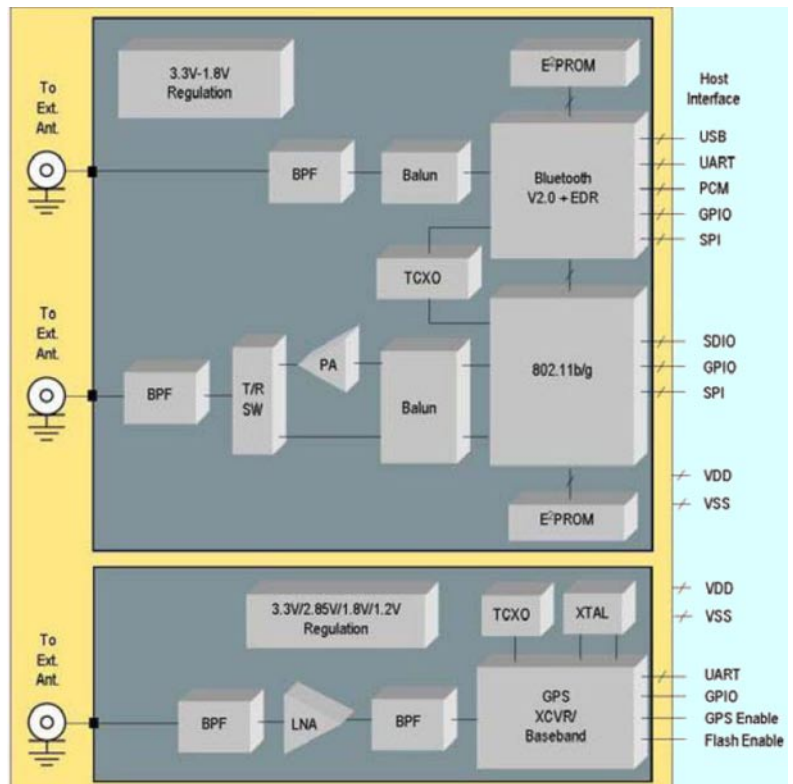 3.3V-1.8V
Regulation
E²PROM
Host
Interface
To
Ext.
Ant.
BPF
Balun
Bluetooth
V2.0 + EDR
USB
UART
PCM
GPIO
SPI
TCXO
To
Ext.
Ant.
BPF
T/R
SW
PA
Balun
802.11b/g
SDIO
GPIO
SPI
VDD
VSS
E²PROM
3.3V/2.85V/1.8V/1.2V
Regulation
TCXO
XTAL
VDD
VSS
To
Ext.
Ant.
BPF
LNA
BPF
GPS
XCVR/
Baseband
UART
GPIO
GPS Enable
Flash Enable